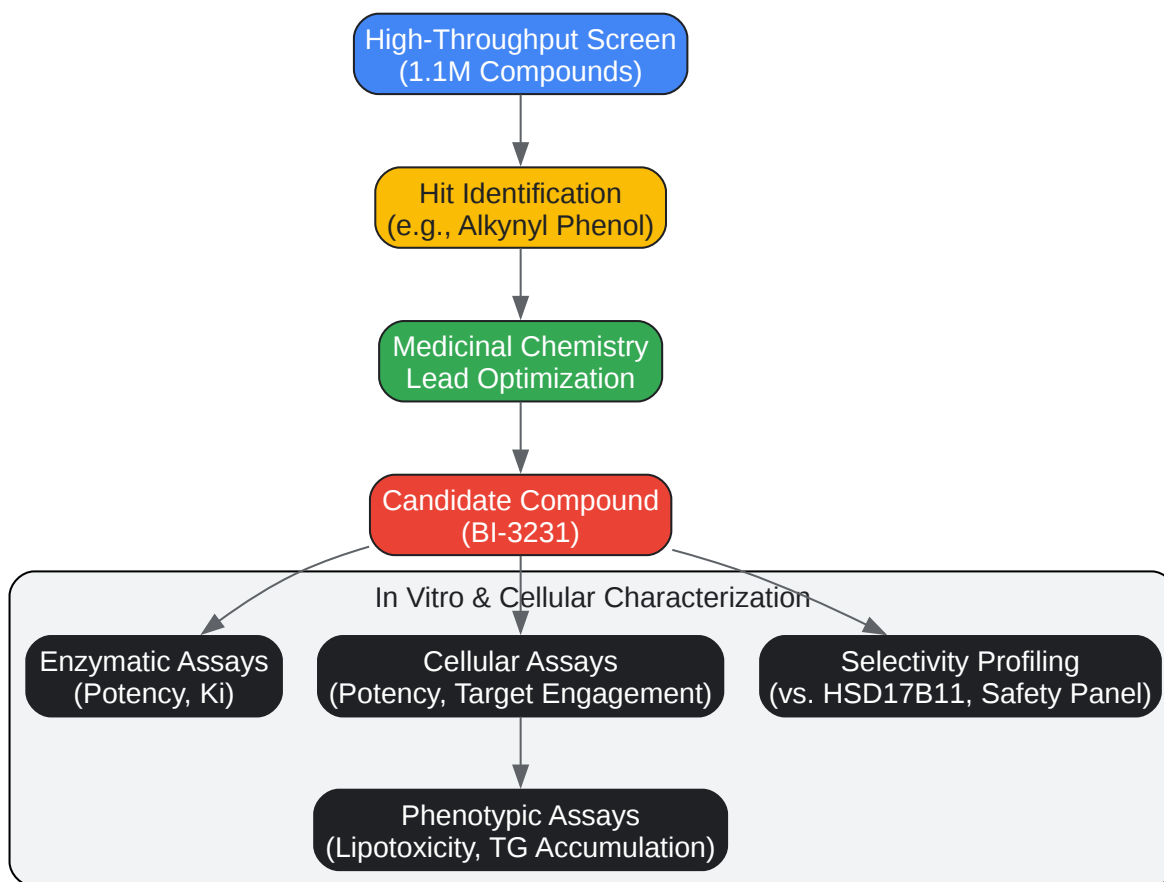 High-Throughput Screen
(1.1M Compounds)
Hit Identification
(e.g., Alkynyl Phenol)
Medicinal Chemistry
Lead Optimization
Candidate Compound
(BI-3231)
In Vitro & Cellular Characterization
Enzymatic Assays
(Potency, Ki)
Cellular Assays
(Potency, Target Engagement)
Selectivity Profiling
(vs. HSD17B11, Safety Panel)
Phenotypic Assays
(Lipotoxicity, TG Accumulation)